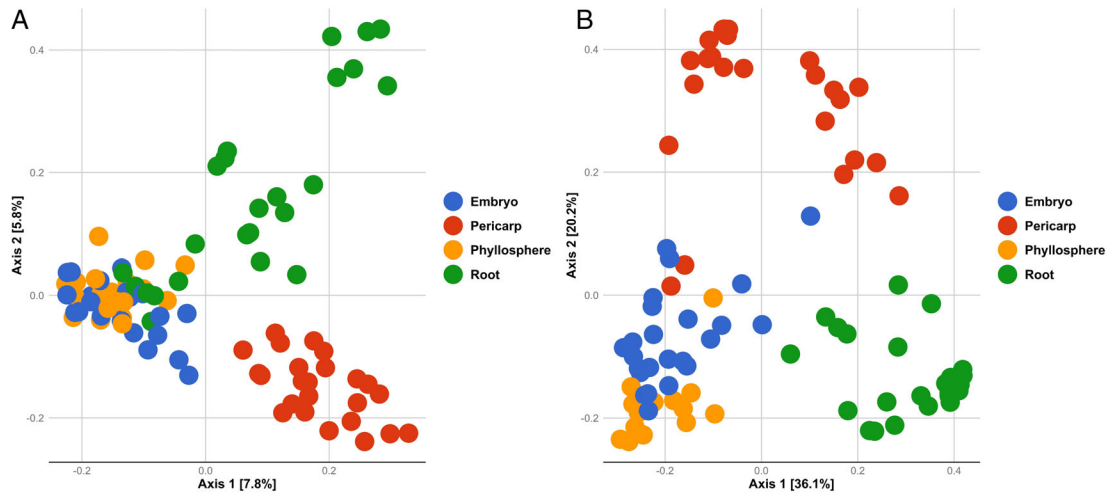 A
0.4
0.2
0.0
-0.2
Axis 2 [5.8%]
-0.2
0.0
0.2
Axis 1 [7.8%]
Embryo
Pericarp
Phyllosphere
Root
B
0.4
0.2
0.0
-0.2
Axis 2 [20.2%]
-0.2
0.0
0.2
0.4
Axis 1 [36.1%]
Embryo
Pericarp
Phyllosphere
Root